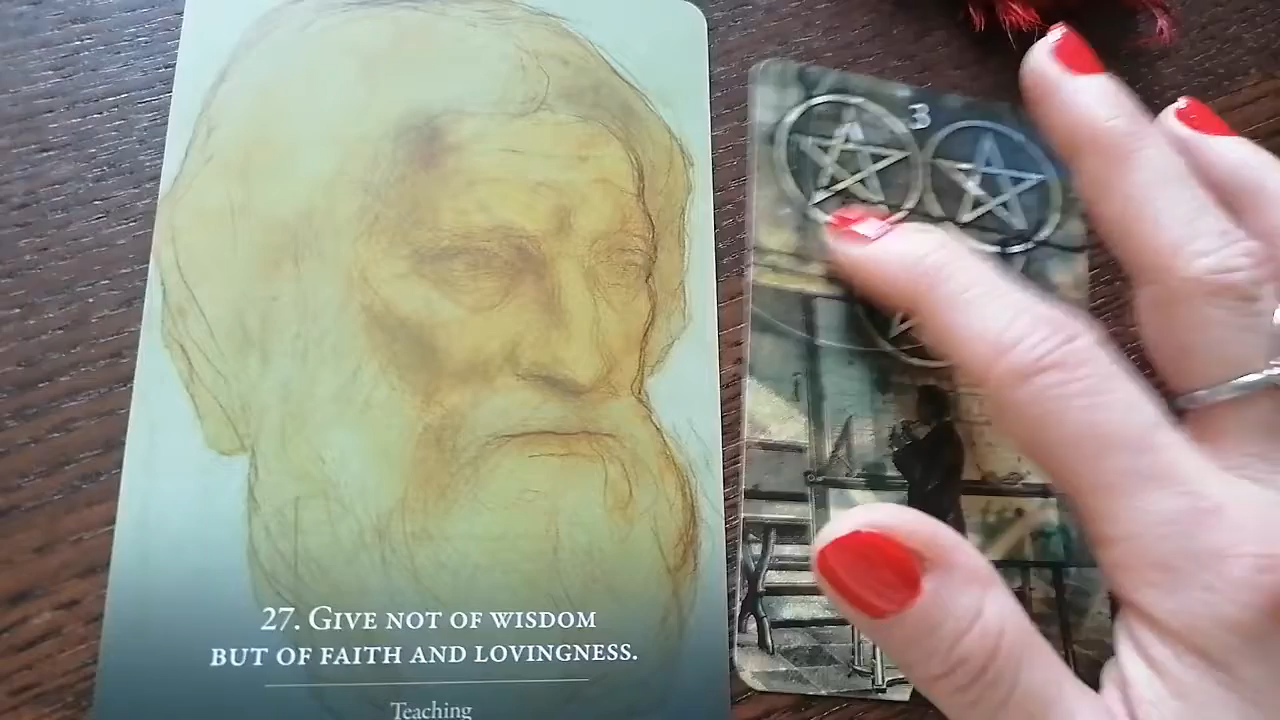 27. GIVE NOT OF WISDOM
BUT OF FAITH AND LOVINGNESS.
Teaching
3